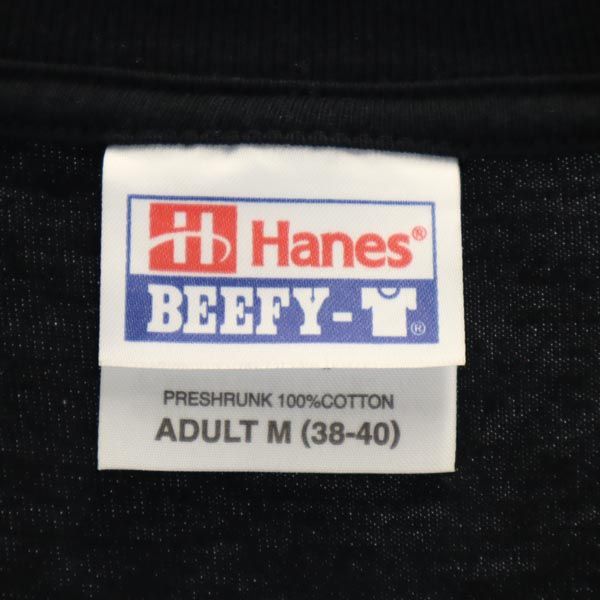 H Hanes®
BEEFY-T®
PRESHRUNK 100%COTTON
ADULT M (38-40)